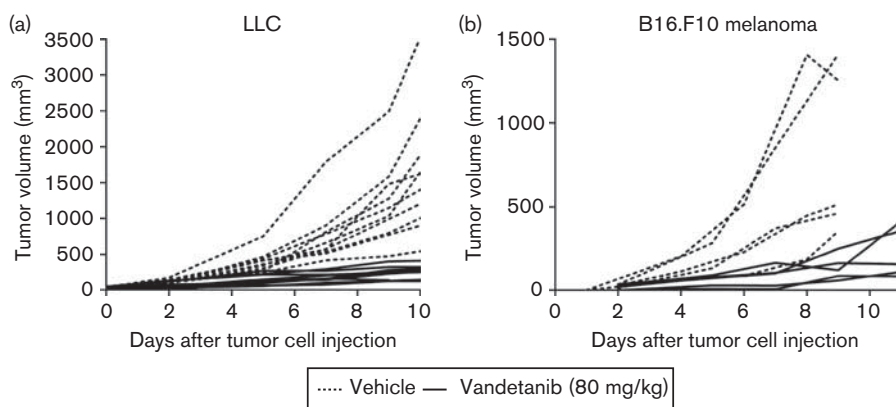 (a) LLC
3500
3000
2500
2000
1500
1000
500
0
Tumor volume (mm³)
0 2 4 6 8 10
Days after tumor cell injection
(b) B16.F10 melanoma
1500
1000
500
0
Tumor volume (mm³)
0 2 4 6 8 10
Days after tumor cell injection
Vehicle Vandetanib (80 mg/kg)